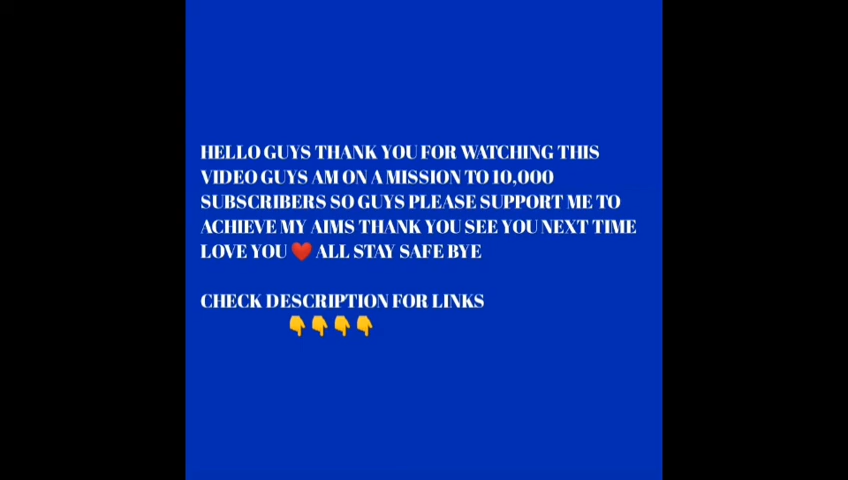 HELLO GUYS THANK YOU FOR WATCHING THIS
VIDEO GUYS AM ON A MISSION TO 10,000
SUBSCRIBERS SO GUYS PLEASE SUPPORT ME TO
ACHIEVE MY AIMS THANK YOU SEE YOU NEXT TIME
LOVE YOU ❤️ ALL STAY SAFE BYE
CHECK DESCRIPTION FOR LINKS
👇👇👇👇